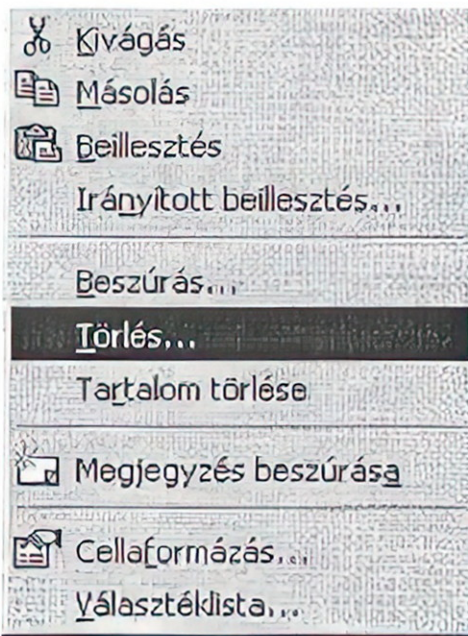 Kivágás
Másolás
Beillesztés
Irányított beillesztés...
Beszúrás...
Törlés...
Tartalom törlése
Megjegyzés beszúrása
Cellaformázás...
Választéklista...